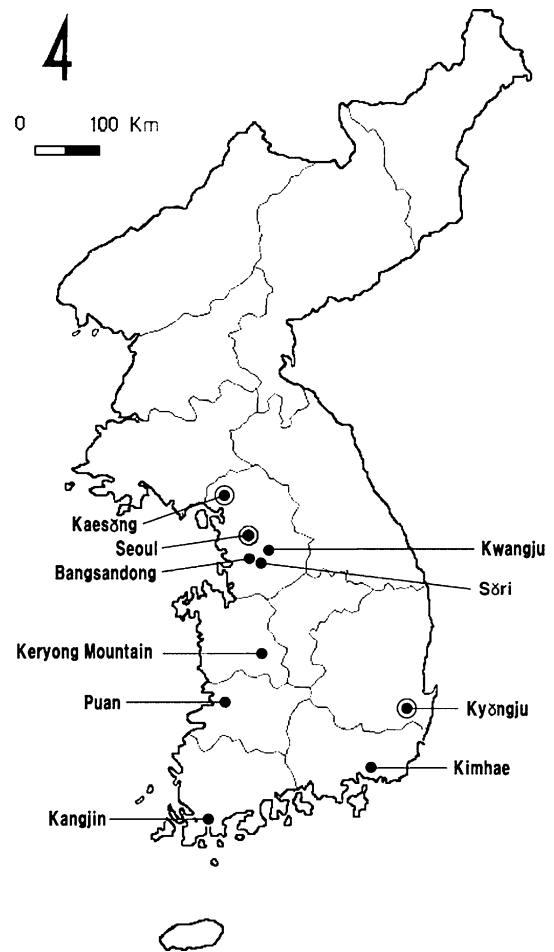 4
0 100 Km
Kaesŏng
Seoul
Kwangju
Bangsandong
Sŏri
Keryong Mountain
Puan
Kyŏngju
Kimhae
Kangjin